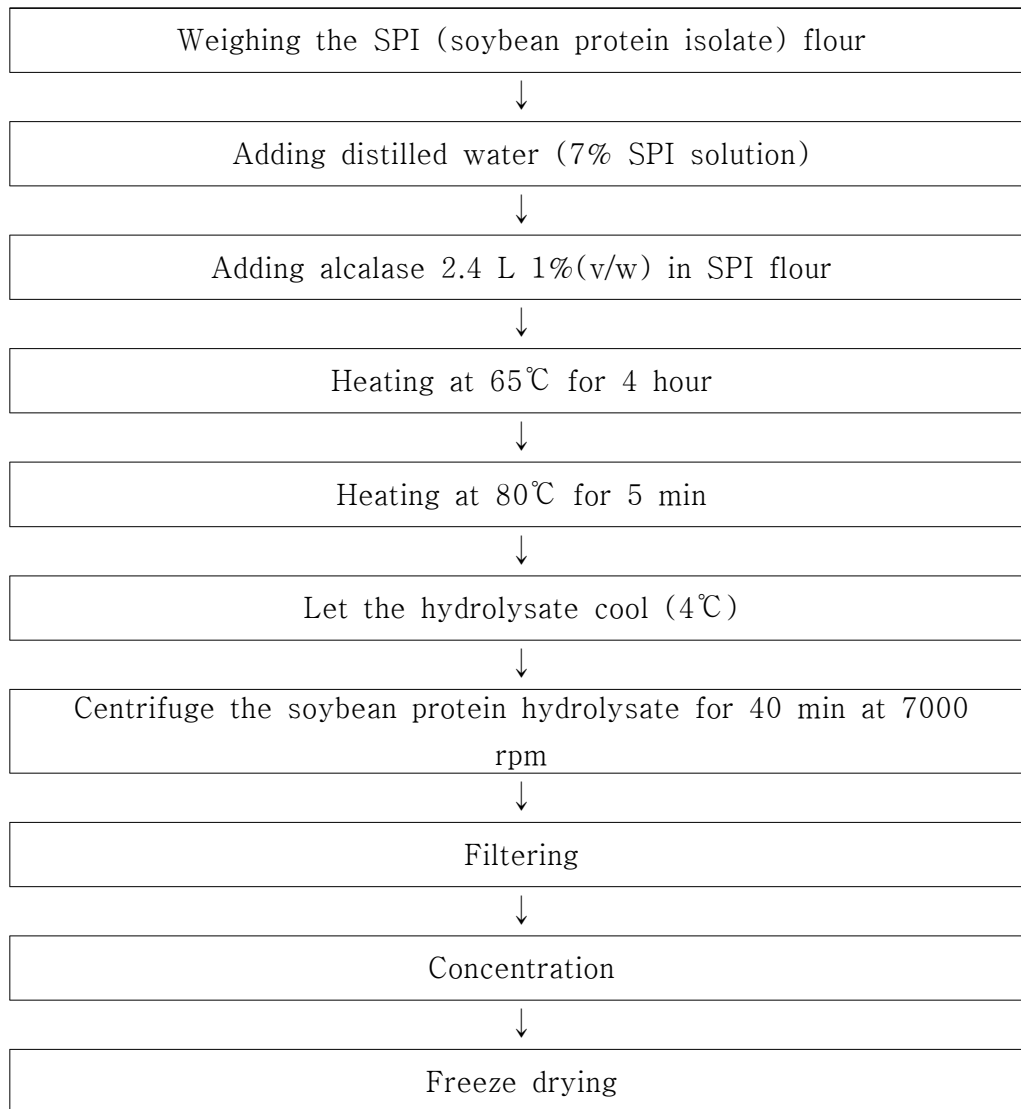 Weighing the SPI (soybean protein isolate) flour
↓
Adding distilled water (7% SPI solution)
↓
Adding alcalase 2.4 L 1%(v/w) in SPI flour
↓
Heating at 65℃ for 4 hour
↓
Heating at 80℃ for 5 min
↓
Let the hydrolysate cool (4℃)
↓
Centrifuge the soybean protein hydrolysate for 40 min at 7000
rpm
↓
Filtering
↓
Concentration
↓
Freeze drying